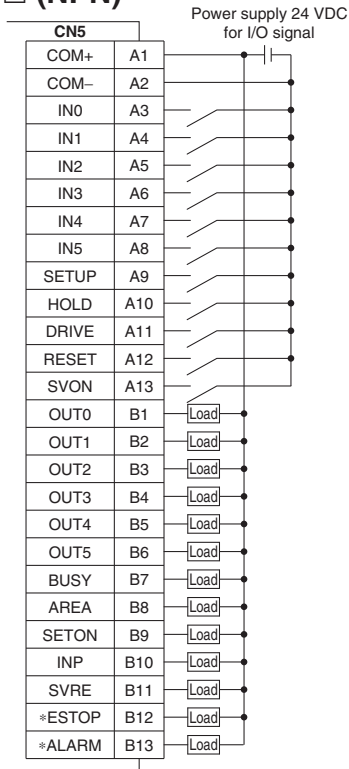 □ (NPN)
Power supply 24 VDC
for I/O signal
CN5
COM+ A1
COM– A2
IN0 A3
IN1 A4
IN2 A5
IN3 A6
IN4 A7
IN5 A8
SETUP A9
HOLD A10
DRIVE A11
RESET A12
SVON A13
OUT0 B1 Load
OUT1 B2 Load
OUT2 B3 Load
OUT3 B4 Load
OUT4 B5 Load
OUT5 B6 Load
BUSY B7 Load
AREA B8 Load
SETON B9 Load
INP B10 Load
SVRE B11 Load
∗ESTOP B12 Load
∗ALARM B13 Load